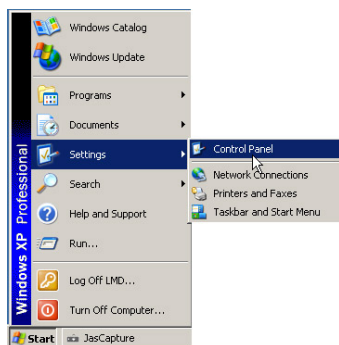 Windows Catalog
Windows Update
Programs
Documents
Settings
Search
Help and Support
Run...
Log Off LMD...
Turn Off Computer...
Control Panel
Network Connections
Printers and Faxes
Taskbar and Start Menu
Windows XP Professional
Start
JasCapture